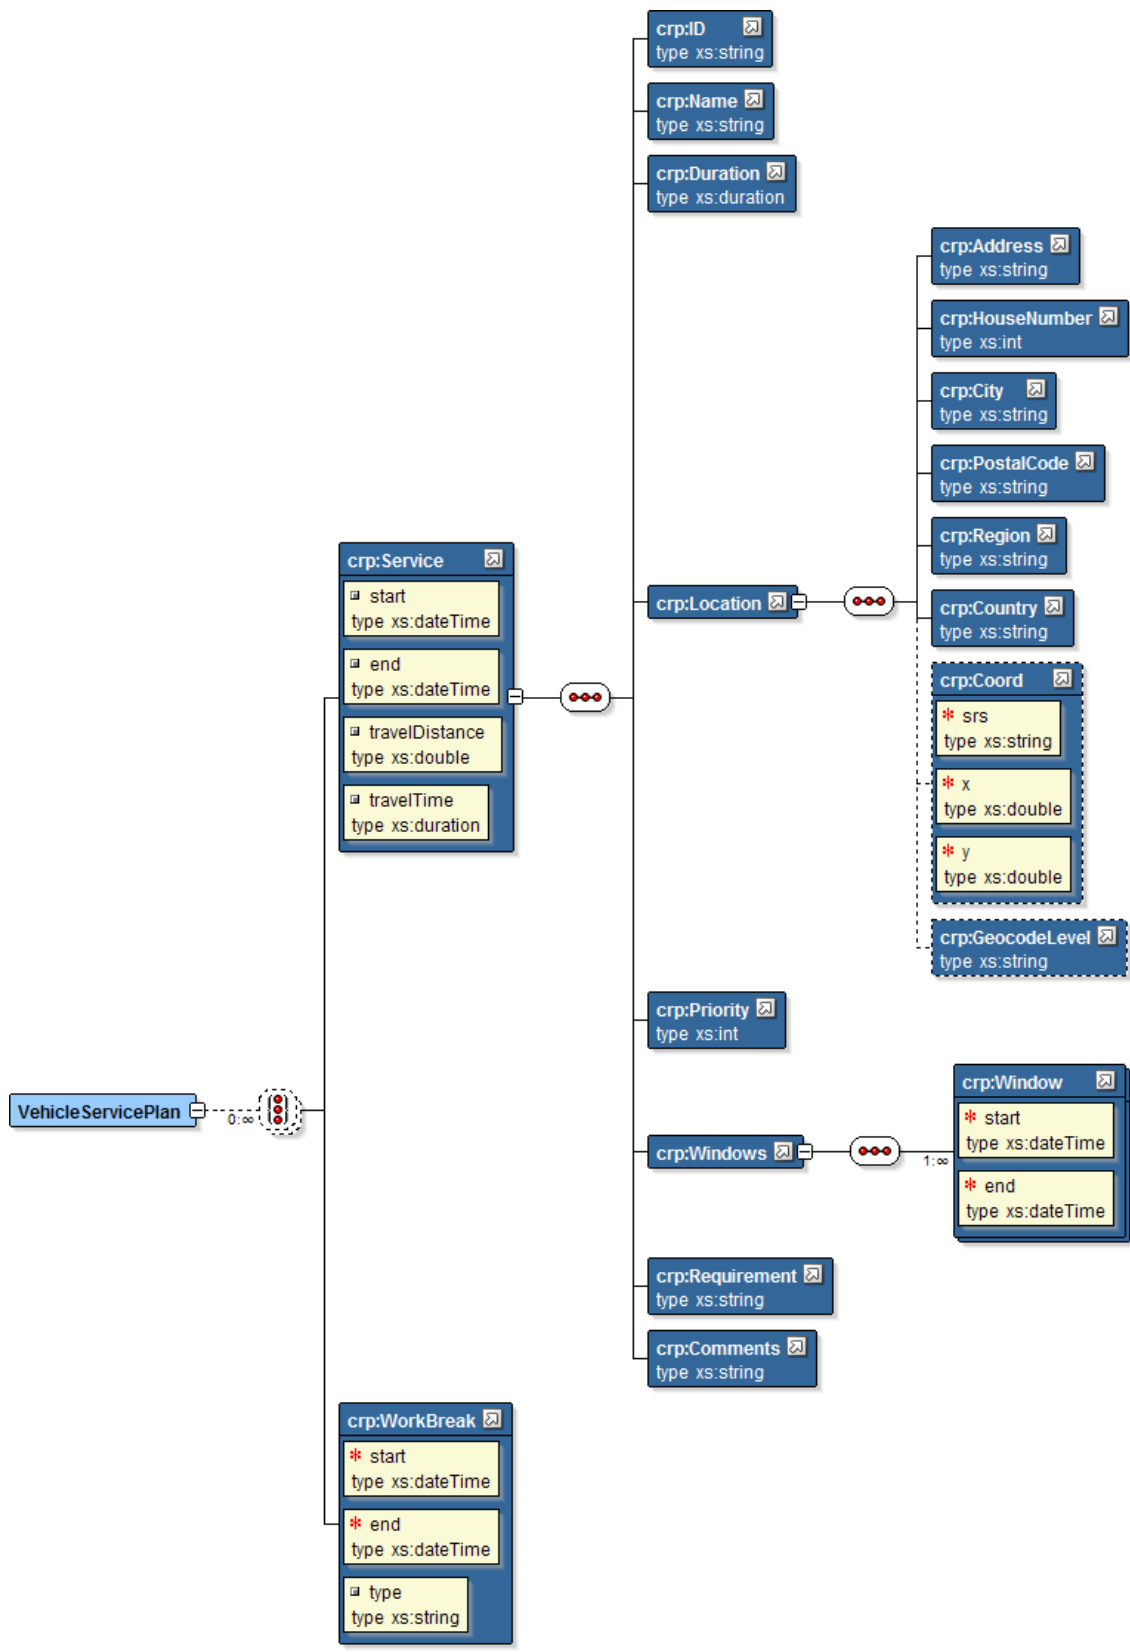 VehicleServicePlan
0:∞
crp:Service
start
type xs:dateTime
end
type xs:dateTime
travelDistance
type xs:double
travelTime
type xs:duration
crp:ID
type xs:string
crp:Name
type xs:string
crp:Duration
type xs:duration
crp:Location
crp:Address
type xs:string
crp:HouseNumber
type xs:int
crp:City
type xs:string
crp:PostalCode
type xs:string
crp:Region
type xs:string
crp:Country
type xs:string
crp:Coord
srs
type xs:string
x
type xs:double
y
type xs:double
crp:GeocodeLevel
type xs:string
crp:Priority
type xs:int
crp:Windows
1:∞
crp:Window
start
type xs:dateTime
end
type xs:dateTime
crp:Requirement
type xs:string
crp:Comments
type xs:string
crp:WorkBreak
start
type xs:dateTime
end
type xs:dateTime
type
type xs:string